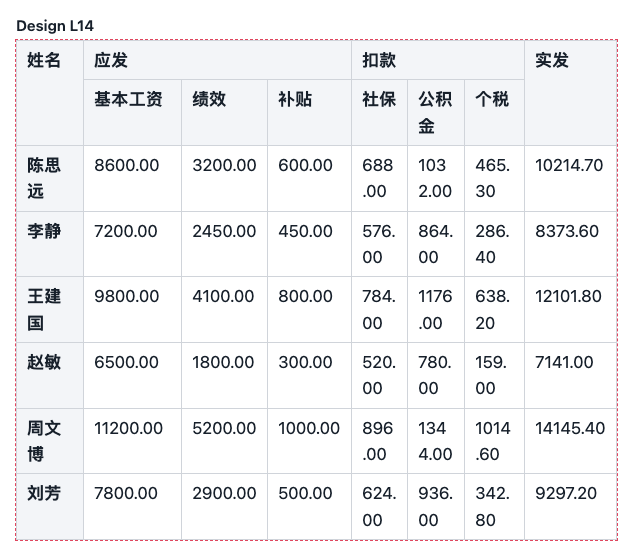 Design L14
姓名 应发 扣款 实发
基本工资 绩效 补贴 社保 公积金 个税
陈思远 8600.00 3200.00 600.00 688.00 1032.00 465.30 10214.70
李静 7200.00 2450.00 450.00 576.00 864.00 286.40 8373.60
王建国 9800.00 4100.00 800.00 784.00 1176.00 638.20 12101.80
赵敏 6500.00 1800.00 300.00 520.00 780.00 159.00 7141.00
周文博 11200.00 5200.00 1000.00 896.00 1344.00 1014.60 14145.40
刘芳 7800.00 2900.00 500.00 624.00 936.00 342.80 9297.20